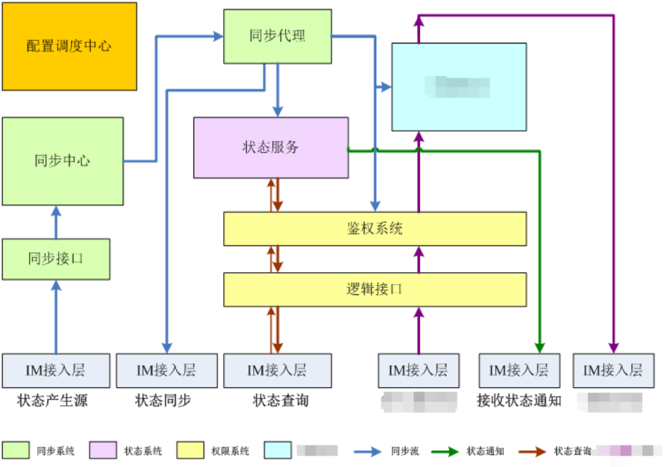 配置调度中心
同步代理
同步中心
状态服务
鉴权系统
同步接口
逻辑接口
IM接入层
IM接入层
IM接入层
IM接入层
IM接入层
IM接入层
状态产生源
状态同步
状态查询
接收状态通知
同步系统
状态系统
权限系统
同步流
状态通知
状态查询